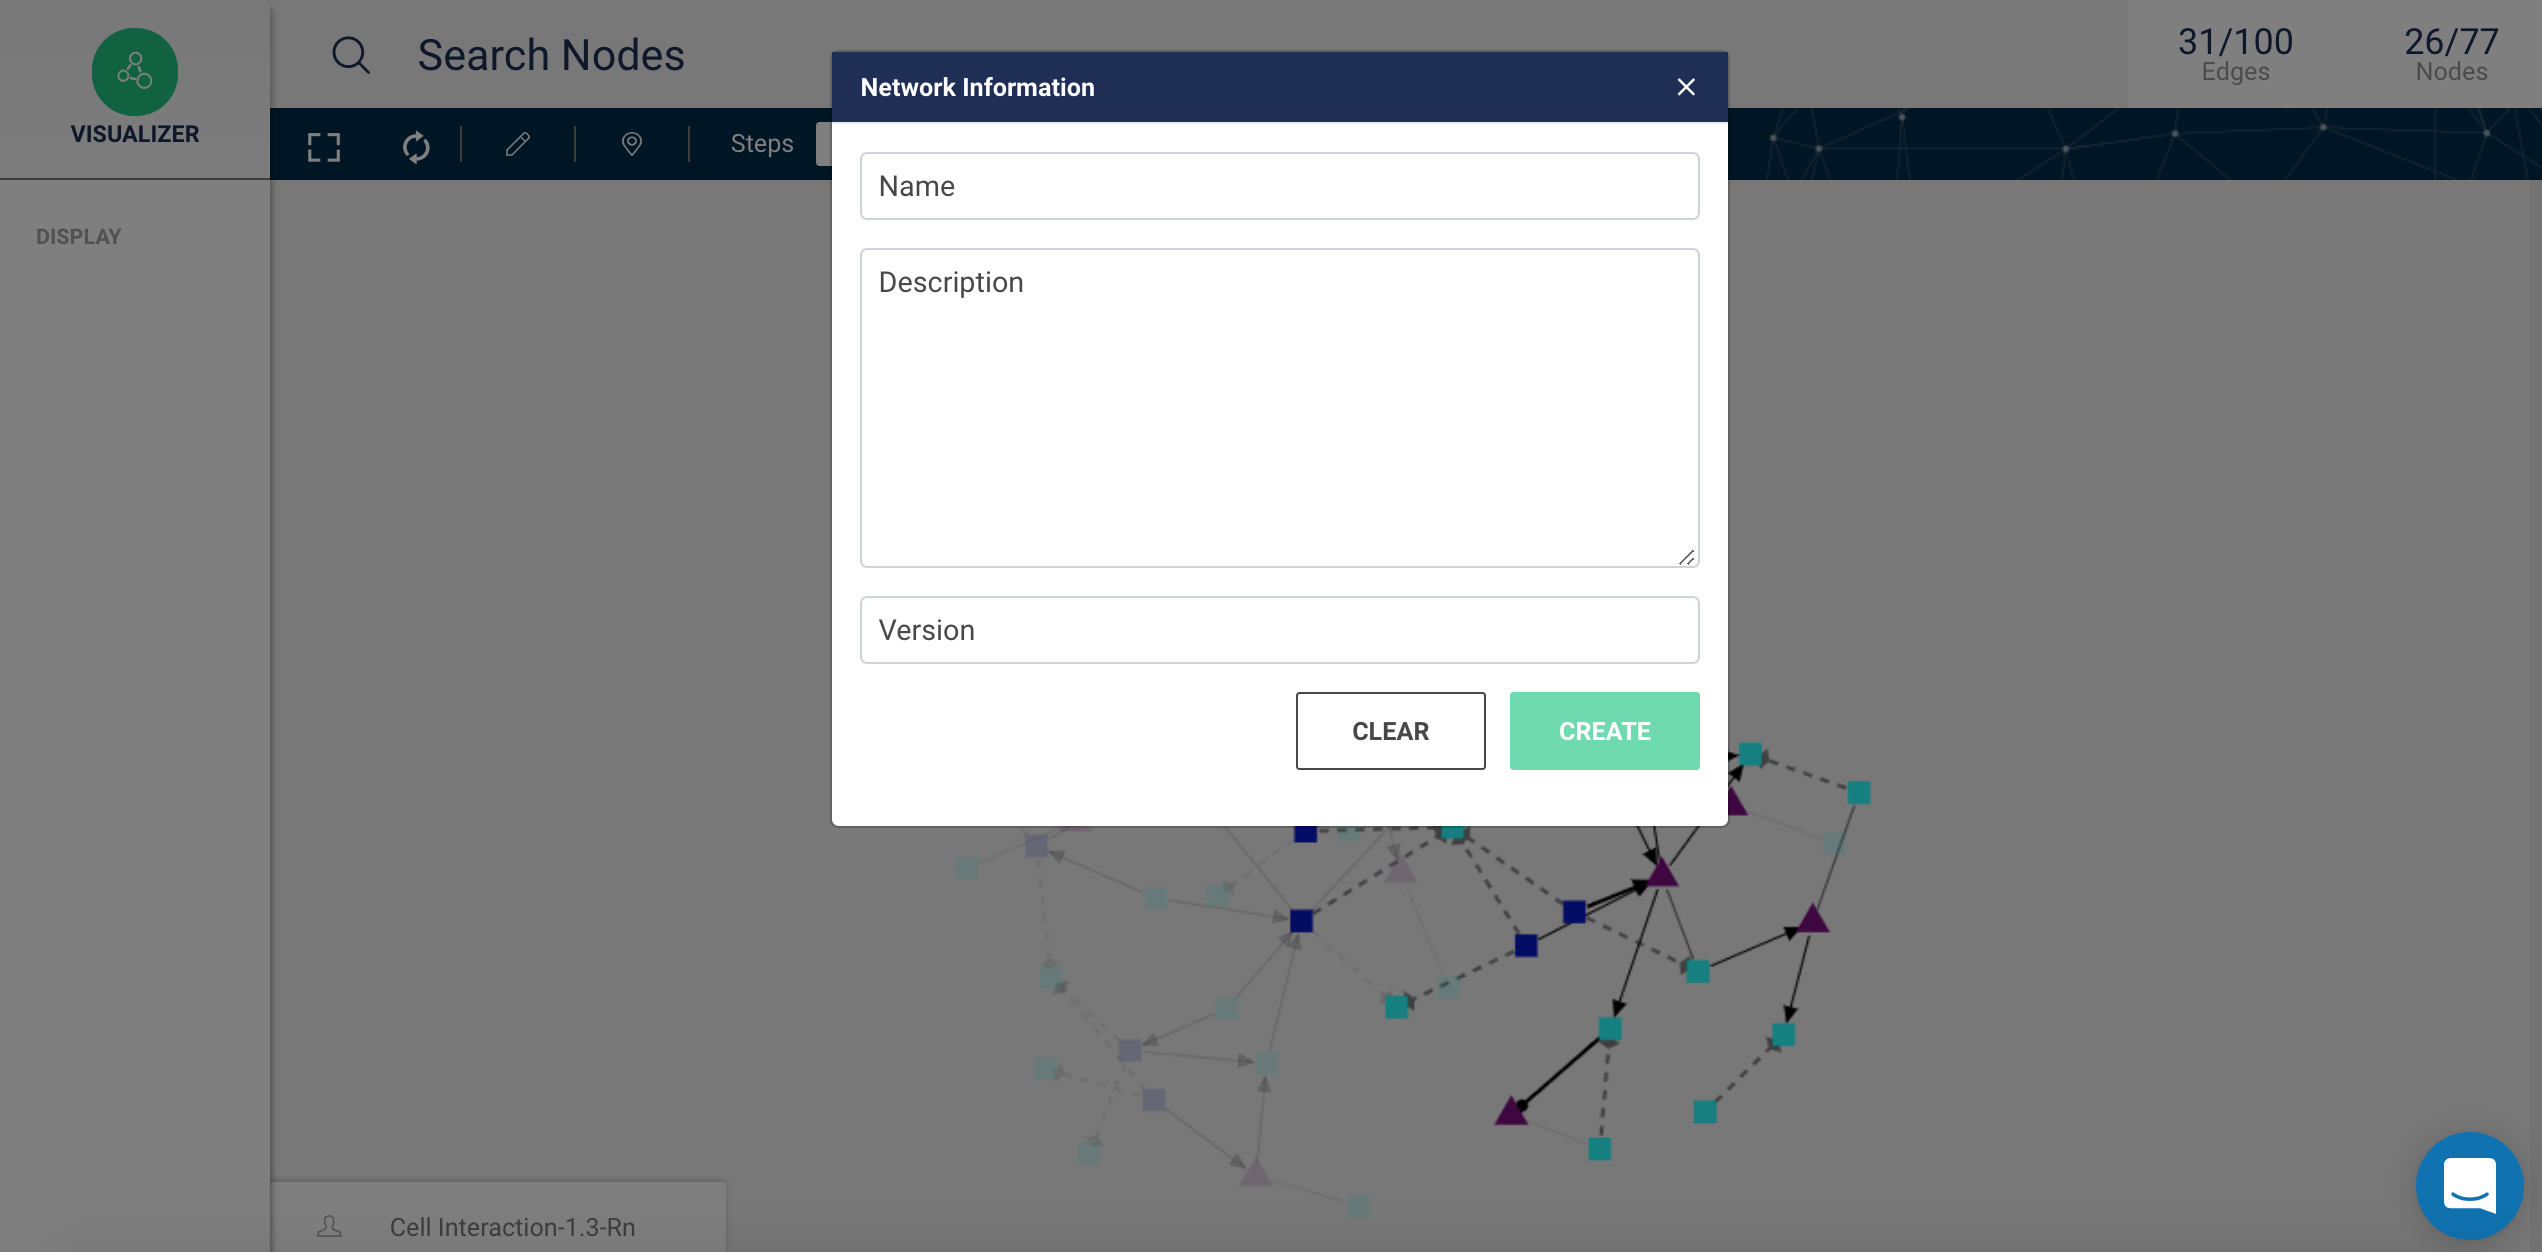 VISUALIZER
Search Nodes
31/100
Edges
26/77
Nodes
Steps
DISPLAY
Network Information
Name
Description
Version
CLEAR
CREATE
Cell Interaction-1.3-Rn